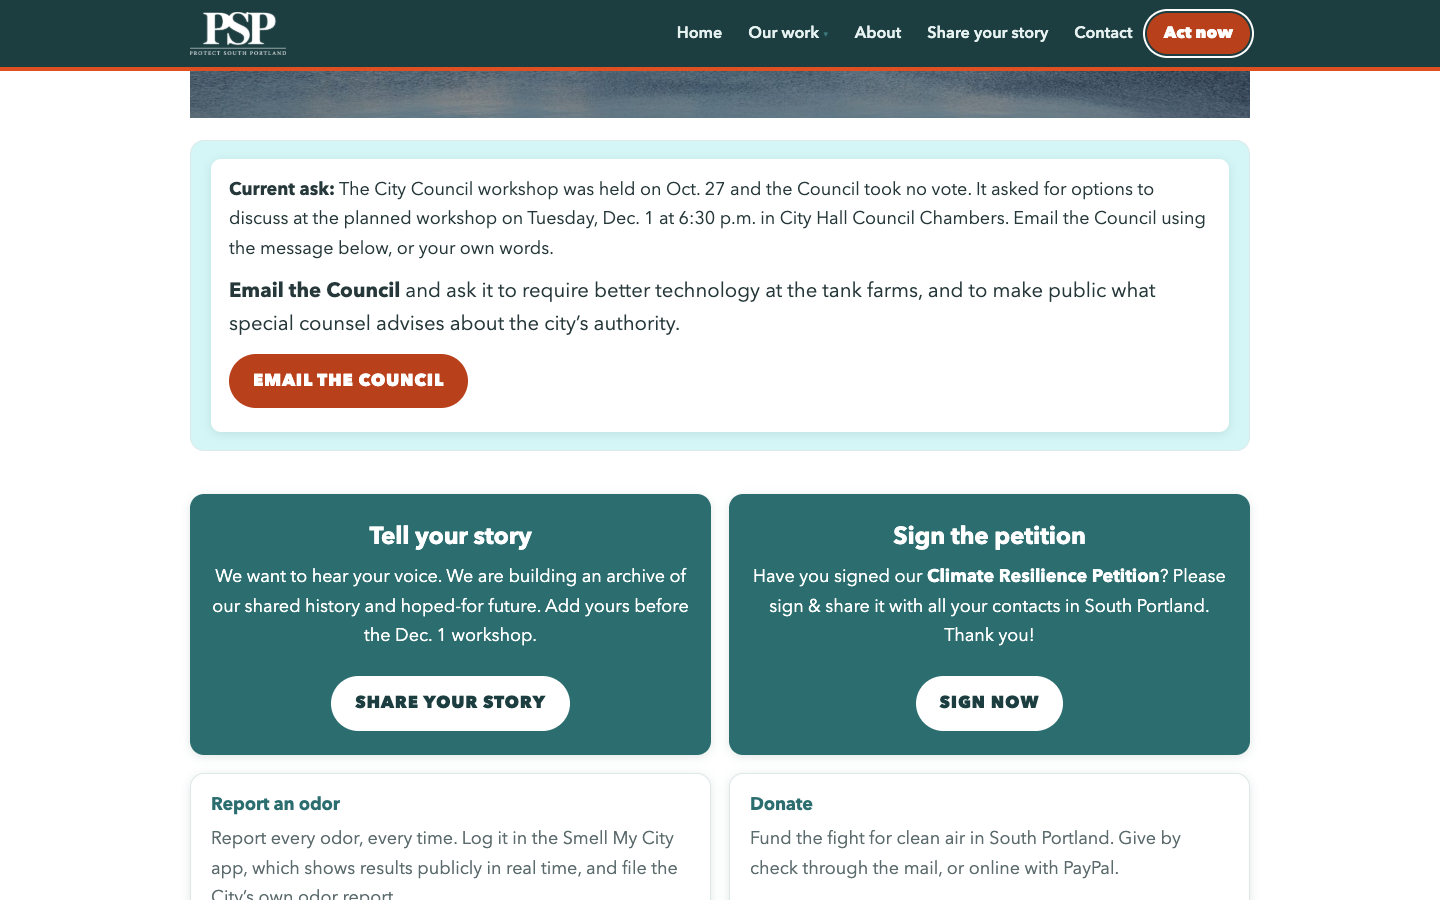 PSP
PROTECT SOUTH PORTLAND
Home
Our work
About
Share your story
Contact
Act now
Current ask: The City Council workshop was held on Oct. 27 and the Council took no vote. It asked for options to
discuss at the planned workshop on Tuesday, Dec. 1 at 6:30 p.m. in City Hall Council Chambers. Email the Council using
the message below, or your own words.
Email the Council and ask it to require better technology at the tank farms, and to make public what
special counsel advises about the city’s authority.
EMAIL THE COUNCIL
Tell your story
We want to hear your voice. We are building an archive of
our shared history and hoped-for future. Add yours before
the Dec. 1 workshop.
SHARE YOUR STORY
Sign the petition
Have you signed our Climate Resilience Petition? Please
sign & share it with all your contacts in South Portland.
Thank you!
SIGN NOW
Report an odor
Report every odor, every time. Log it in the Smell My City
app, which shows results publicly in real time, and file the
City’s own odor report
Donate
Fund the fight for clean air in South Portland. Give by
check through the mail, or online with PayPal.